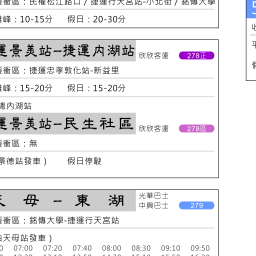 緩衝區：民權松江路口/捷運行天宮站-小北街/銘傳大學
離峰：10-15分 假日：20-30分
運景美站-捷運內湖站
欣欣客運 278正
緩衝區：捷運忠孝敦化站-新益里
離峰：15-20分 假日：15-20分
內湖站
運景美站-民生社區
欣欣客運 278區
緩衝區：無
景德站發車） 假日停駛
天母-東湖
光華巴士
中興巴士 279
緩衝區：銘傳大學-捷運行天宮站
天母站發車）
07:00 07:20 07:40 08:00 08:30 09:10 09:50